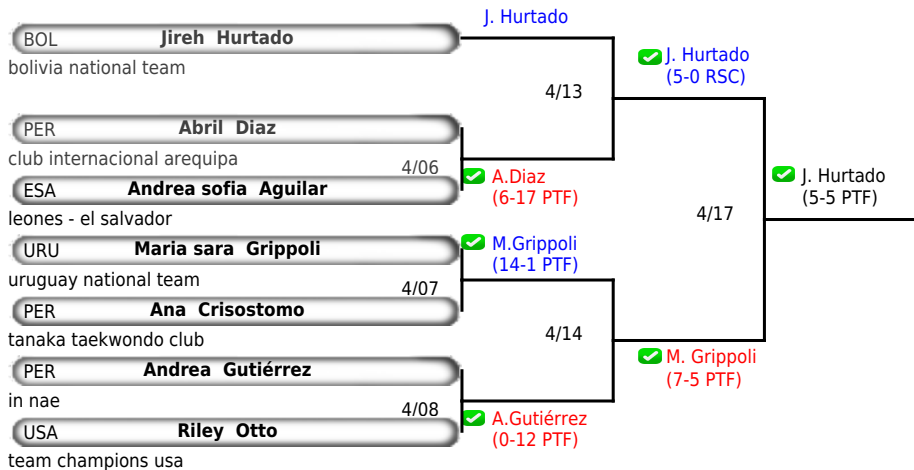 J. Hurtado
BOL Jireh Hurtado
bolivia national team
J. Hurtado
(5-0 RSC)
4/13
PER Abril Diaz
club internacional arequipa
4/06
ESA Andrea sofia Aguilar
leones - el salvador
A.Diaz
(6-17 PTF)
J. Hurtado
(5-5 PTF)
4/17
URU Maria sara Grippoli
uruguay national team
M.Grippoli
(14-1 PTF)
4/07
PER Ana Crisostomo
tanaka taekwondo club
4/14
M. Grippoli
(7-5 PTF)
PER Andrea Gutiérrez
in nae
4/08
USA Riley Otto
team champions usa
A.Gutiérrez
(0-12 PTF)